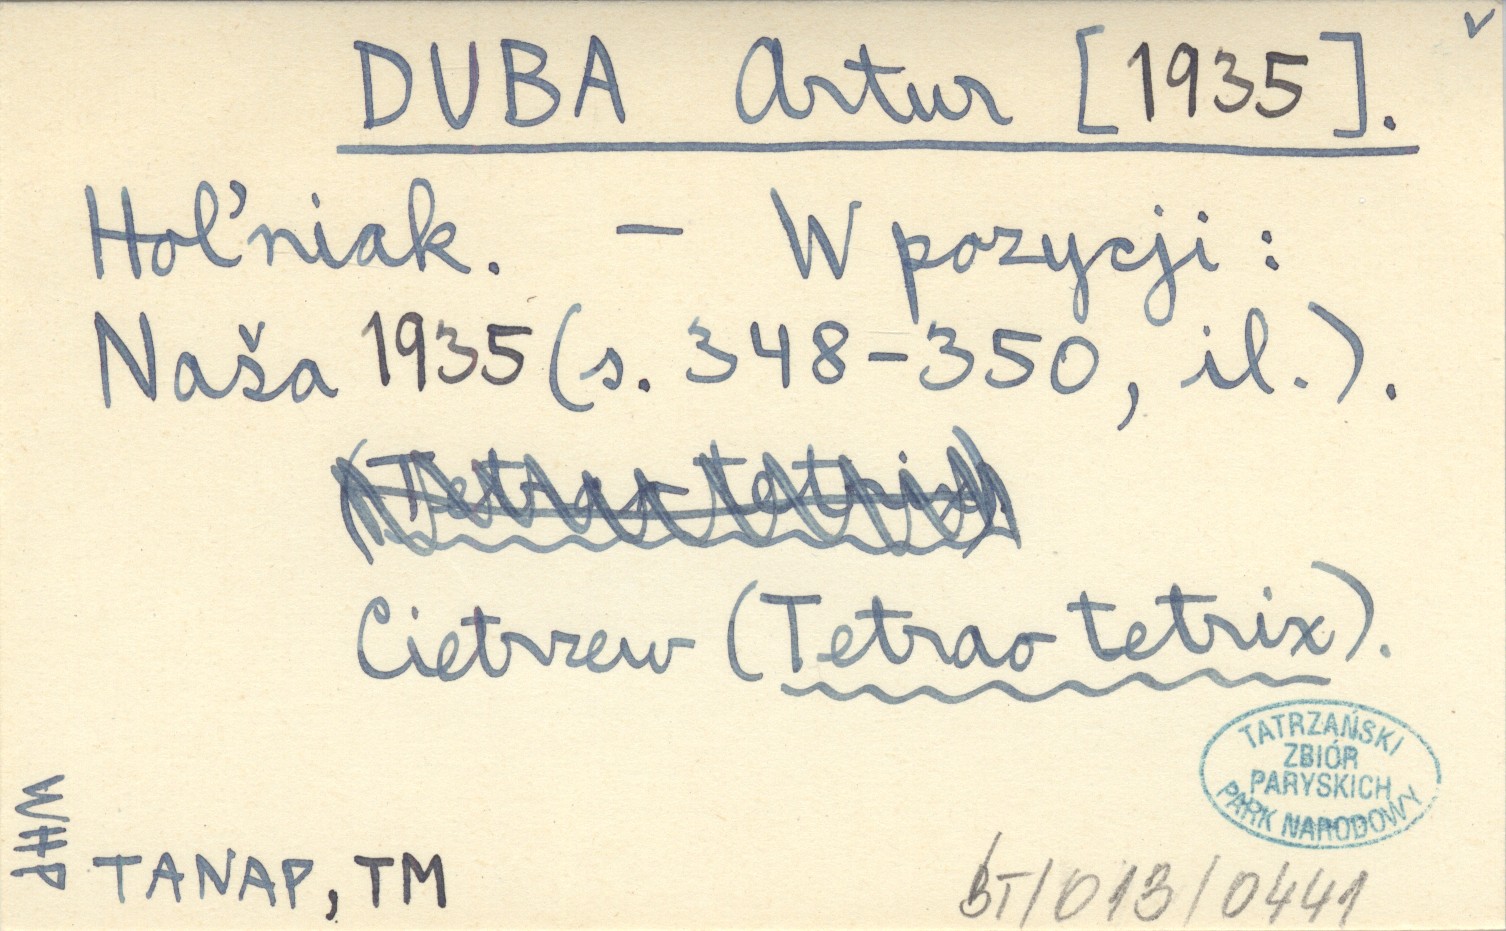 DUBA Artur [1935].
Hol'niak. – W pozycji:
Naša 1935 (s. 348–350, il.).
(Tetrao tetrix).
Cietrzew (Tetrao tetrix).
TATRZAŃSKI
ZBIÓR
PARYSKICH
PARK NARODOWY
WHP
TANAP, TM
BT/013/0441